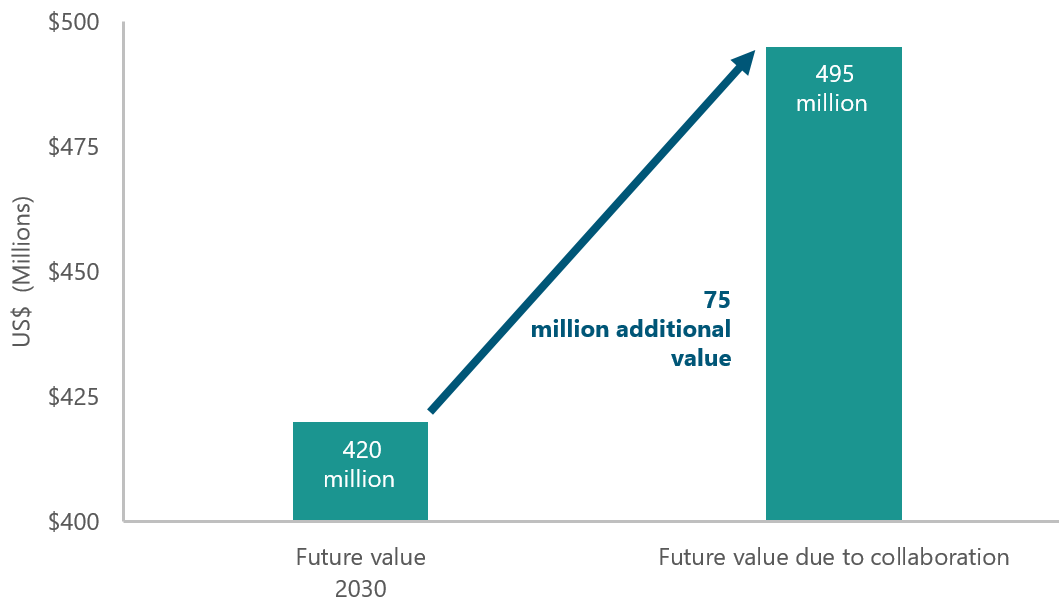 $500
$475
$450
$425
$400
US$ (Millions)
420
million
75
million additional
value
495
million
Future value
2030
Future value due to collaboration